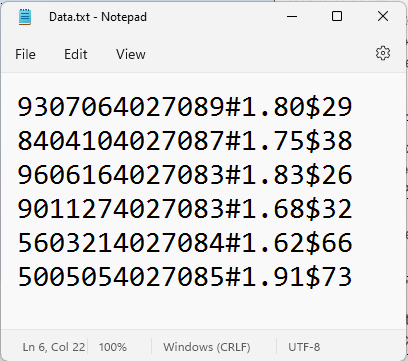 Data.txt - Notepad
File Edit View
9307064027089#1.80$29
8404104027087#1.75$38
9606164027083#1.83$26
9011274027083#1.68$32
5603214027084#1.62$66
5005054027085#1.91$73
Ln 6, Col 22 100% Windows (CRLF) UTF-8